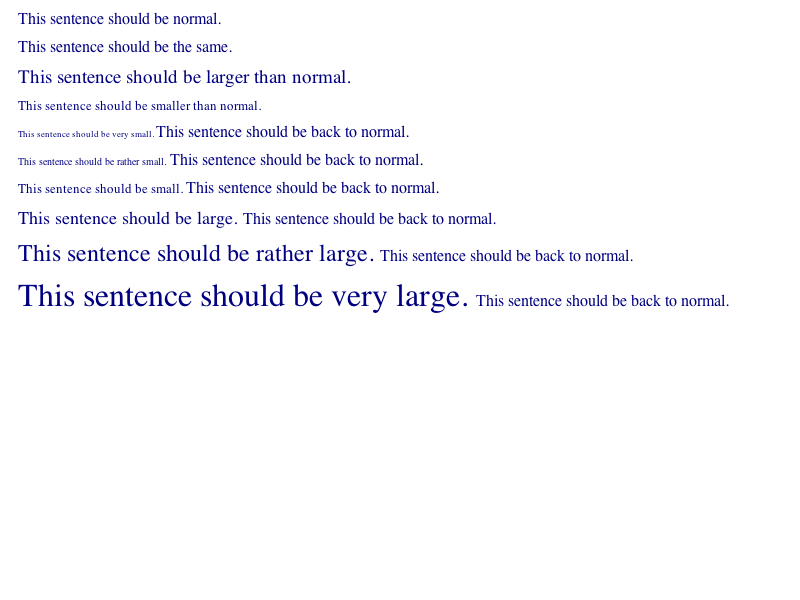 This sentence should be normal.
This sentence should be the same.
This sentence should be larger than normal.
This sentence should be smaller than normal.
This sentence should be very small. This sentence should be back to normal.
This sentence should be rather small. This sentence should be back to normal.
This sentence should be small. This sentence should be back to normal.
This sentence should be large. This sentence should be back to normal.
This sentence should be rather large. This sentence should be back to normal.
This sentence should be very large. This sentence should be back to normal.